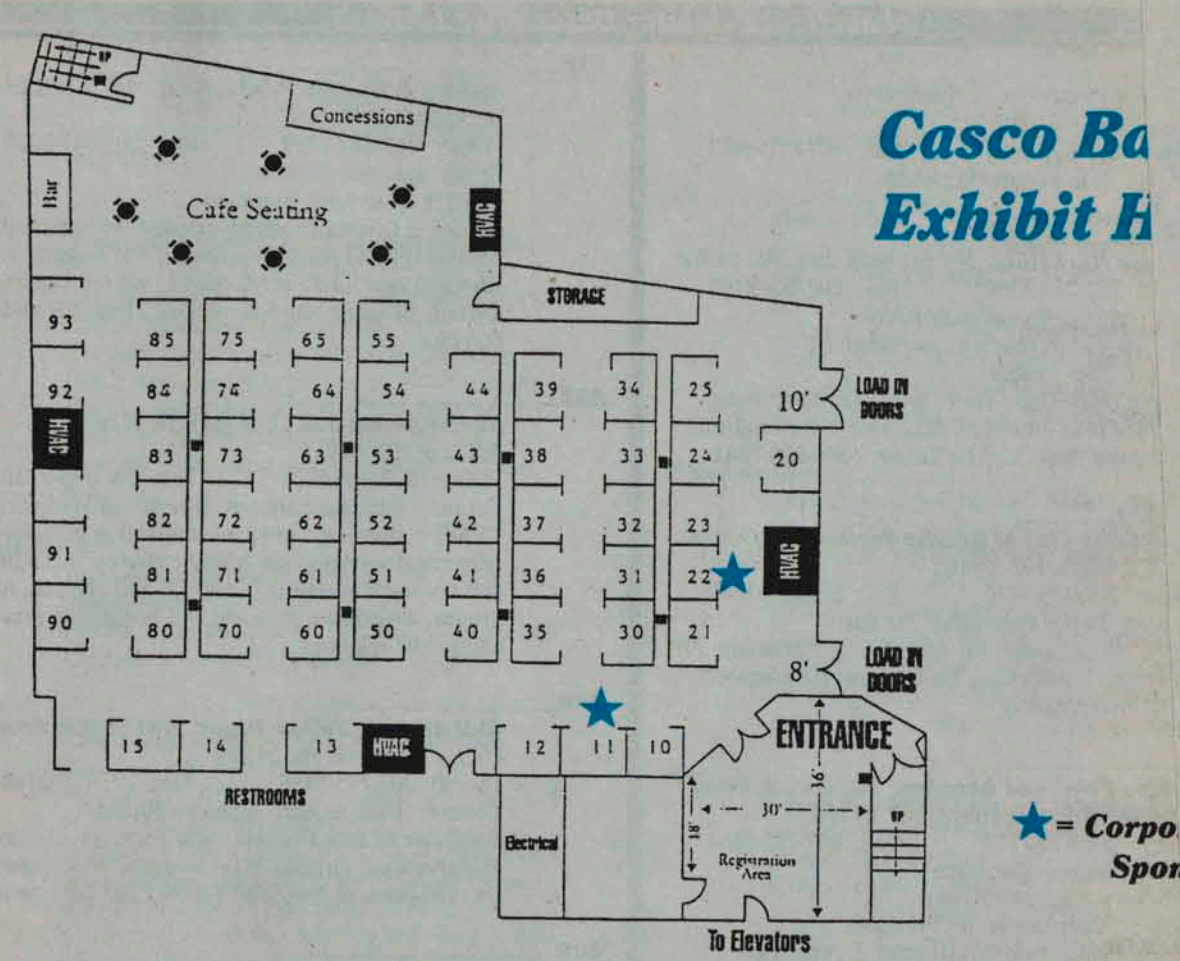 Casco Ba
Exhibit H
UP
Concessions
Bar
Cafe Seating
HVAC
STORAGE
93
85 75 65 55
92 84 74 64 54 44 39 34 25
10'
LOAD IN
DOORS
HVAC
83 73 63 53 43 38 33 24 20
82 72 62 52 42 37 32 23
91 81 71 61 51 41 36 31 22
HVAC
90 80 70 60 50 40 35 30 21
8'
LOAD IN
DOORS
15 14 13 HVAC 12 11 10
ENTRANCE
RESTROOMS
36'
30'
18'
UP
Electrical
Registration
Area
To Elevators
= Corpo
Spon